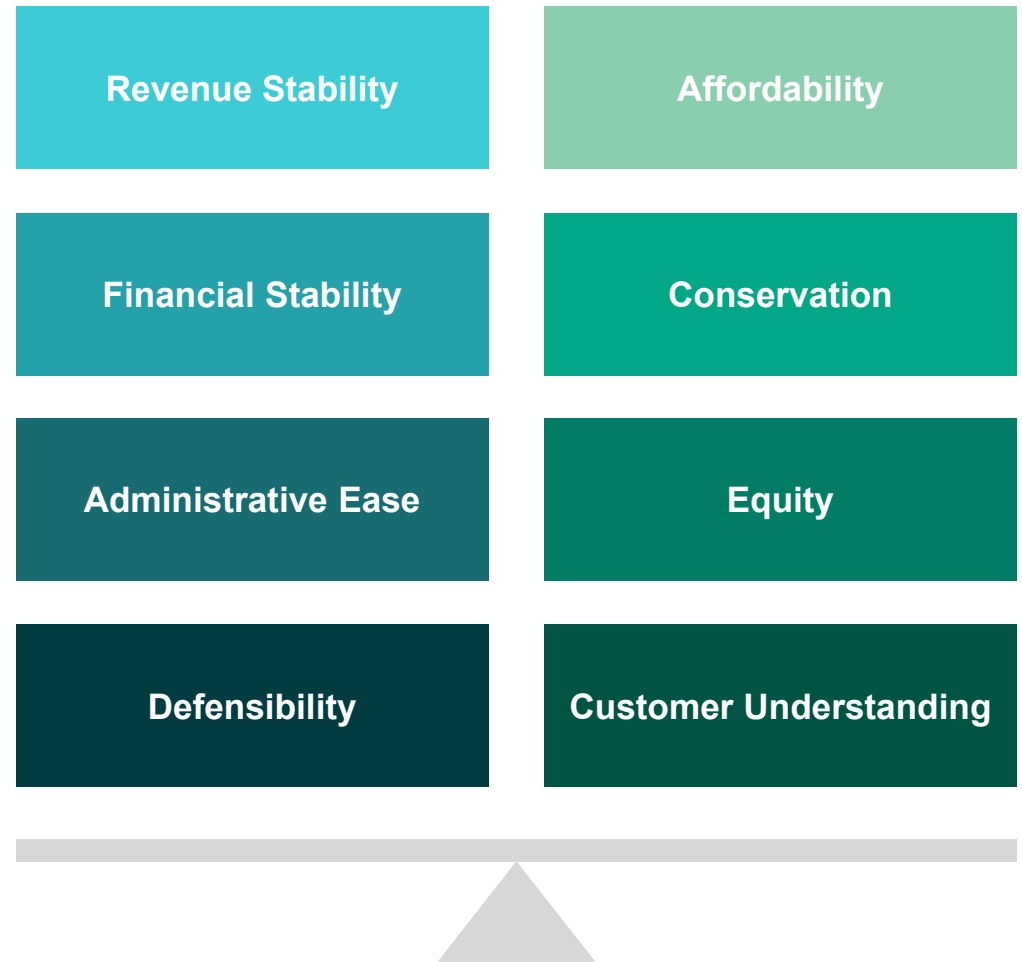 Revenue Stability
Affordability
Financial Stability
Conservation
Administrative Ease
Equity
Defensibility
Customer Understanding